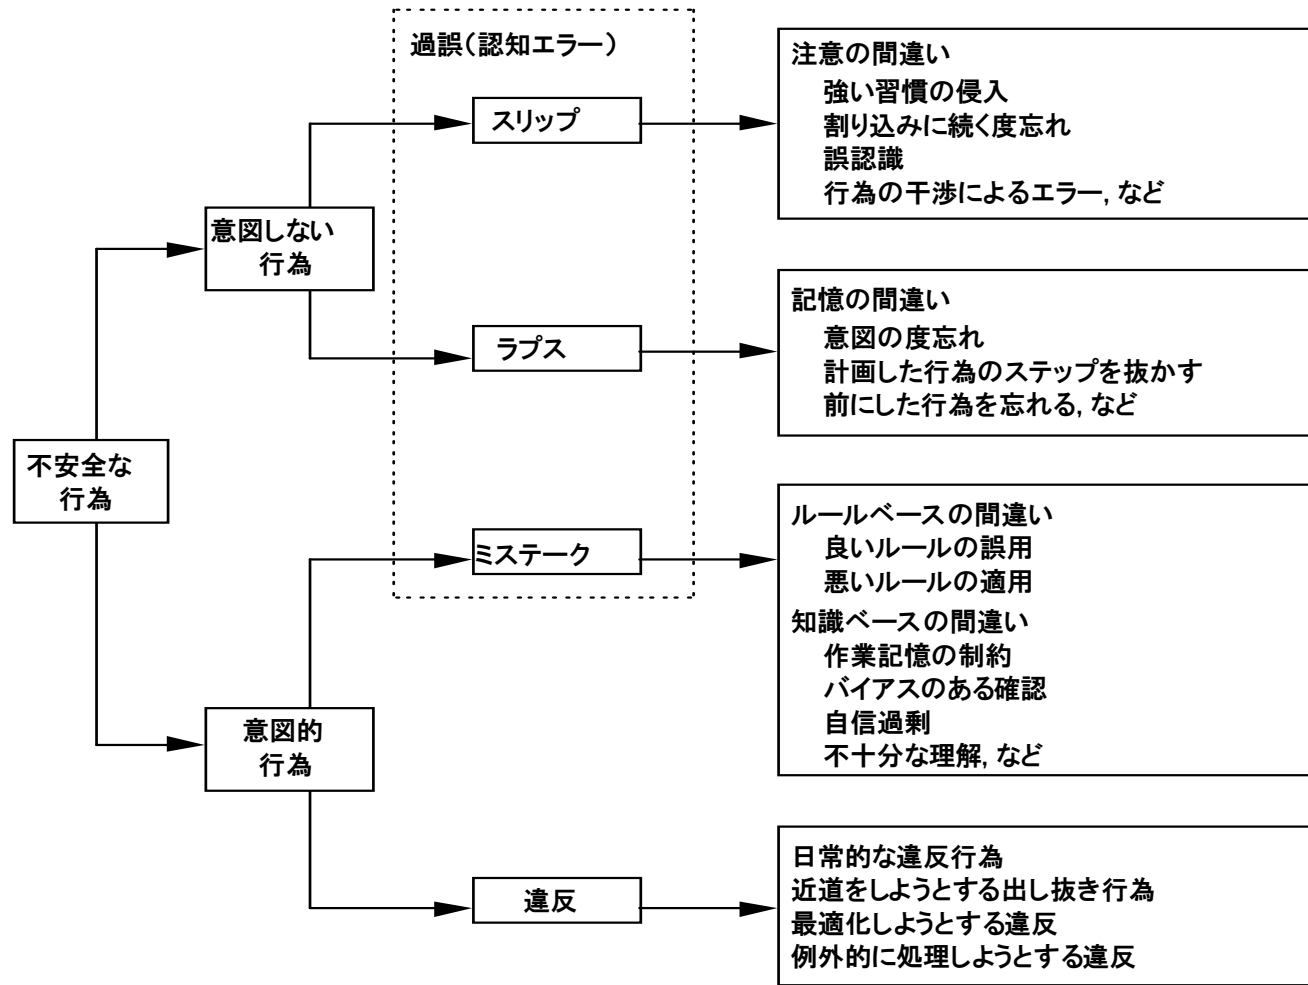 過誤(認知エラー)
不安全な
行為
意図しない
行為
意図的
行為
スリップ
ラプス
ミステーク
違反
注意の間違い
強い習慣の侵入
割り込みに続く度忘れ
誤認識
行為の干渉によるエラー, など
記憶の間違い
意図の度忘れ
計画した行為のステップを抜かす
前にした行為を忘れる, など
ルールベースの間違い
良いルールの誤用
悪いルールの適用
知識ベースの間違い
作業記憶の制約
バイアスのある確認
自信過剰
不十分な理解, など
日常的な違反行為
近道をしようとする出し抜き行為
最適化しようとする違反
例外的に処理しようとする違反